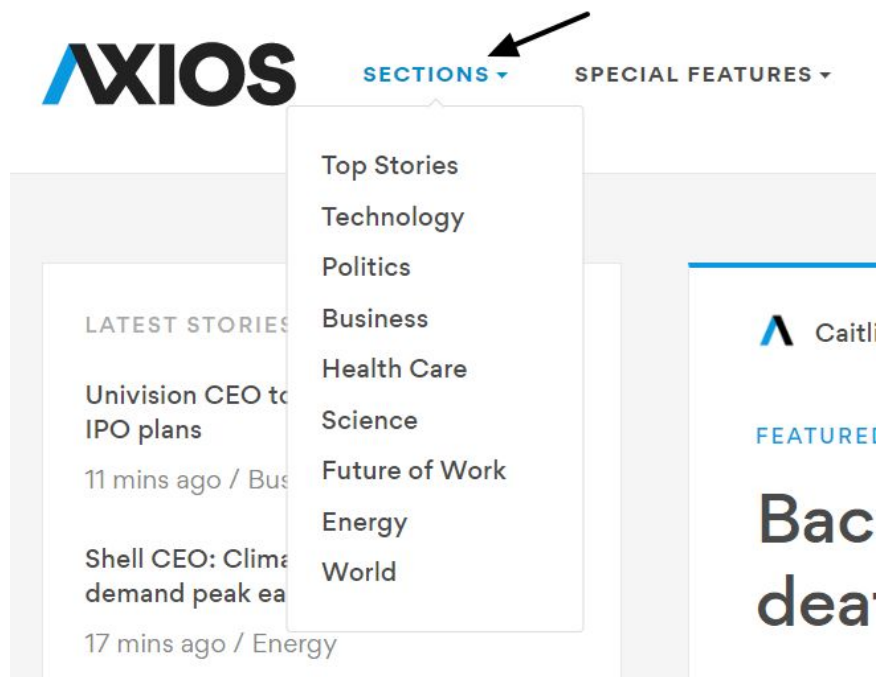 AXIOS
SECTIONS
SPECIAL FEATURES
Top Stories
Technology
Politics
Business
Health Care
Science
Future of Work
Energy
World
LATEST STORIES
Univision CEO to
IPO plans
11 mins ago / Bus
Shell CEO: Clima
demand peak ea
17 mins ago / Energy
Caitli
FEATURED
Bac
deat